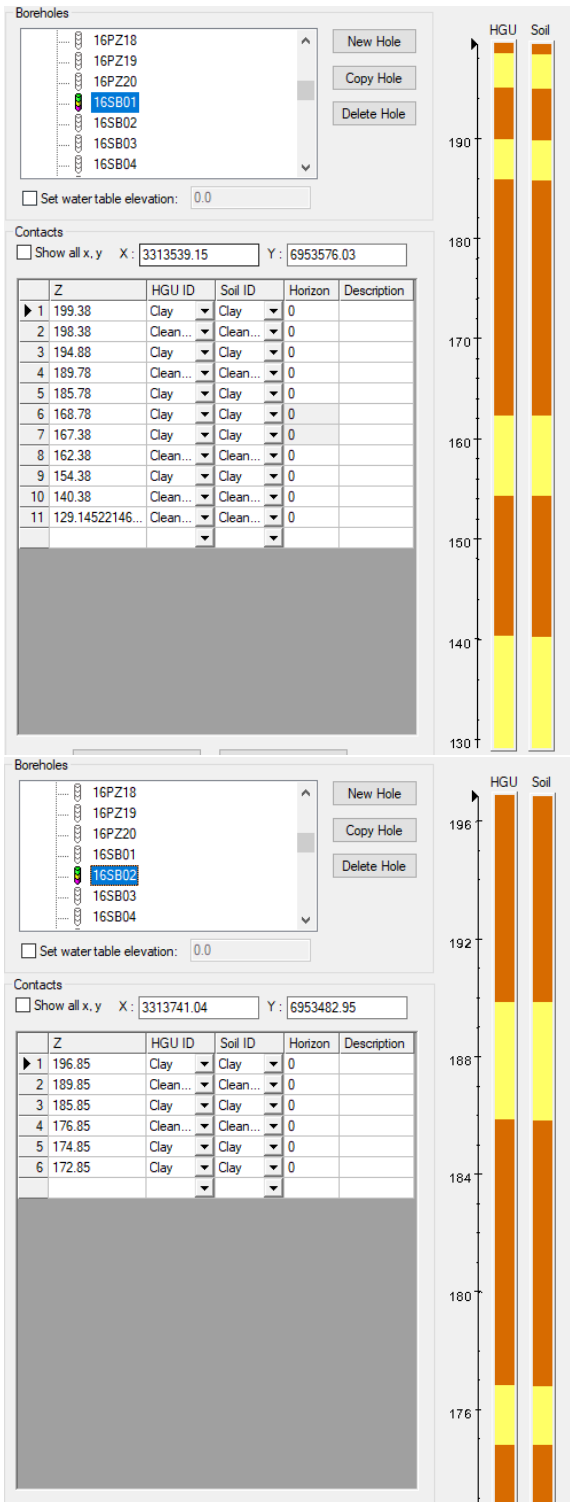 Boreholes
16PZ18
16PZ19
16PZ20
16SB01
16SB02
16SB03
16SB04
New Hole
Copy Hole
Delete Hole
Set water table elevation: 0.0
Contacts
Show all x, y X : 3313539.15 Y : 6953576.03
Z HGU ID Soil ID Horizon Description
1 199.38 Clay Clay 0
2 198.38 Clean... Clean... 0
3 194.88 Clay Clay 0
4 189.78 Clean... Clean... 0
5 185.78 Clay Clay 0
6 168.78 Clay Clay 0
7 167.38 Clay Clay 0
8 162.38 Clean... Clean... 0
9 154.38 Clay Clay 0
10 140.38 Clean... Clean... 0
11 129.14522146... Clean... Clean... 0
HGU Soil
190
180
170
160
150
140
130
Boreholes
16PZ18
16PZ19
16PZ20
16SB01
16SB02
16SB03
16SB04
New Hole
Copy Hole
Delete Hole
Set water table elevation: 0.0
Contacts
Show all x, y X : 3313741.04 Y : 6953482.95
Z HGU ID Soil ID Horizon Description
1 196.85 Clay Clay 0
2 189.85 Clean... Clean... 0
3 185.85 Clay Clay 0
4 176.85 Clean... Clean... 0
5 174.85 Clay Clay 0
6 172.85 Clay Clay 0
HGU Soil
196
192
188
184
180
176